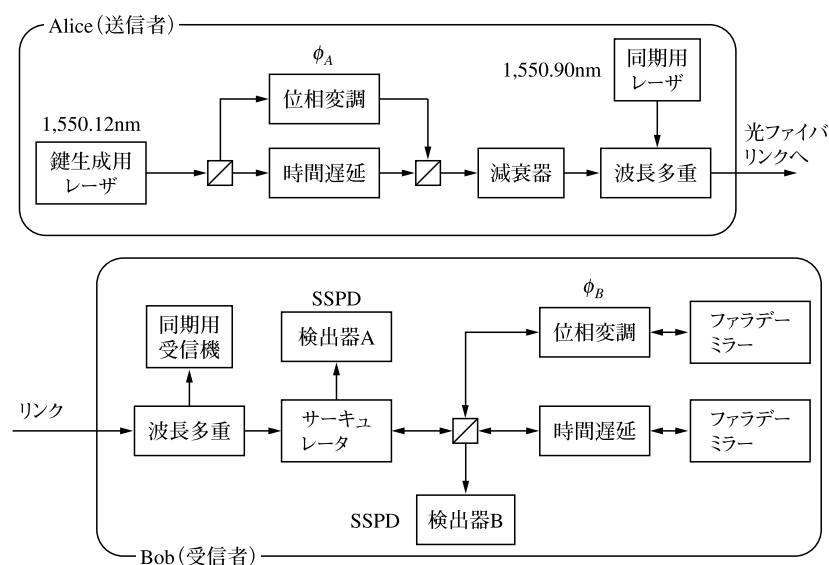 Alice（送信者）
ϕA
位相変調
1,550.90nm
同期用
レーザ
1,550.12nm
鍵生成用
レーザ
時間遅延
減衰器
波長多重
光ファイバ
リンクへ
SSPD
検出器A
同期用
受信機
ϕB
位相変調
ファラデー
ミラー
リンク
波長多重
サーキュ
レータ
時間遅延
ファラデー
ミラー
SSPD
検出器B
Bob（受信者）